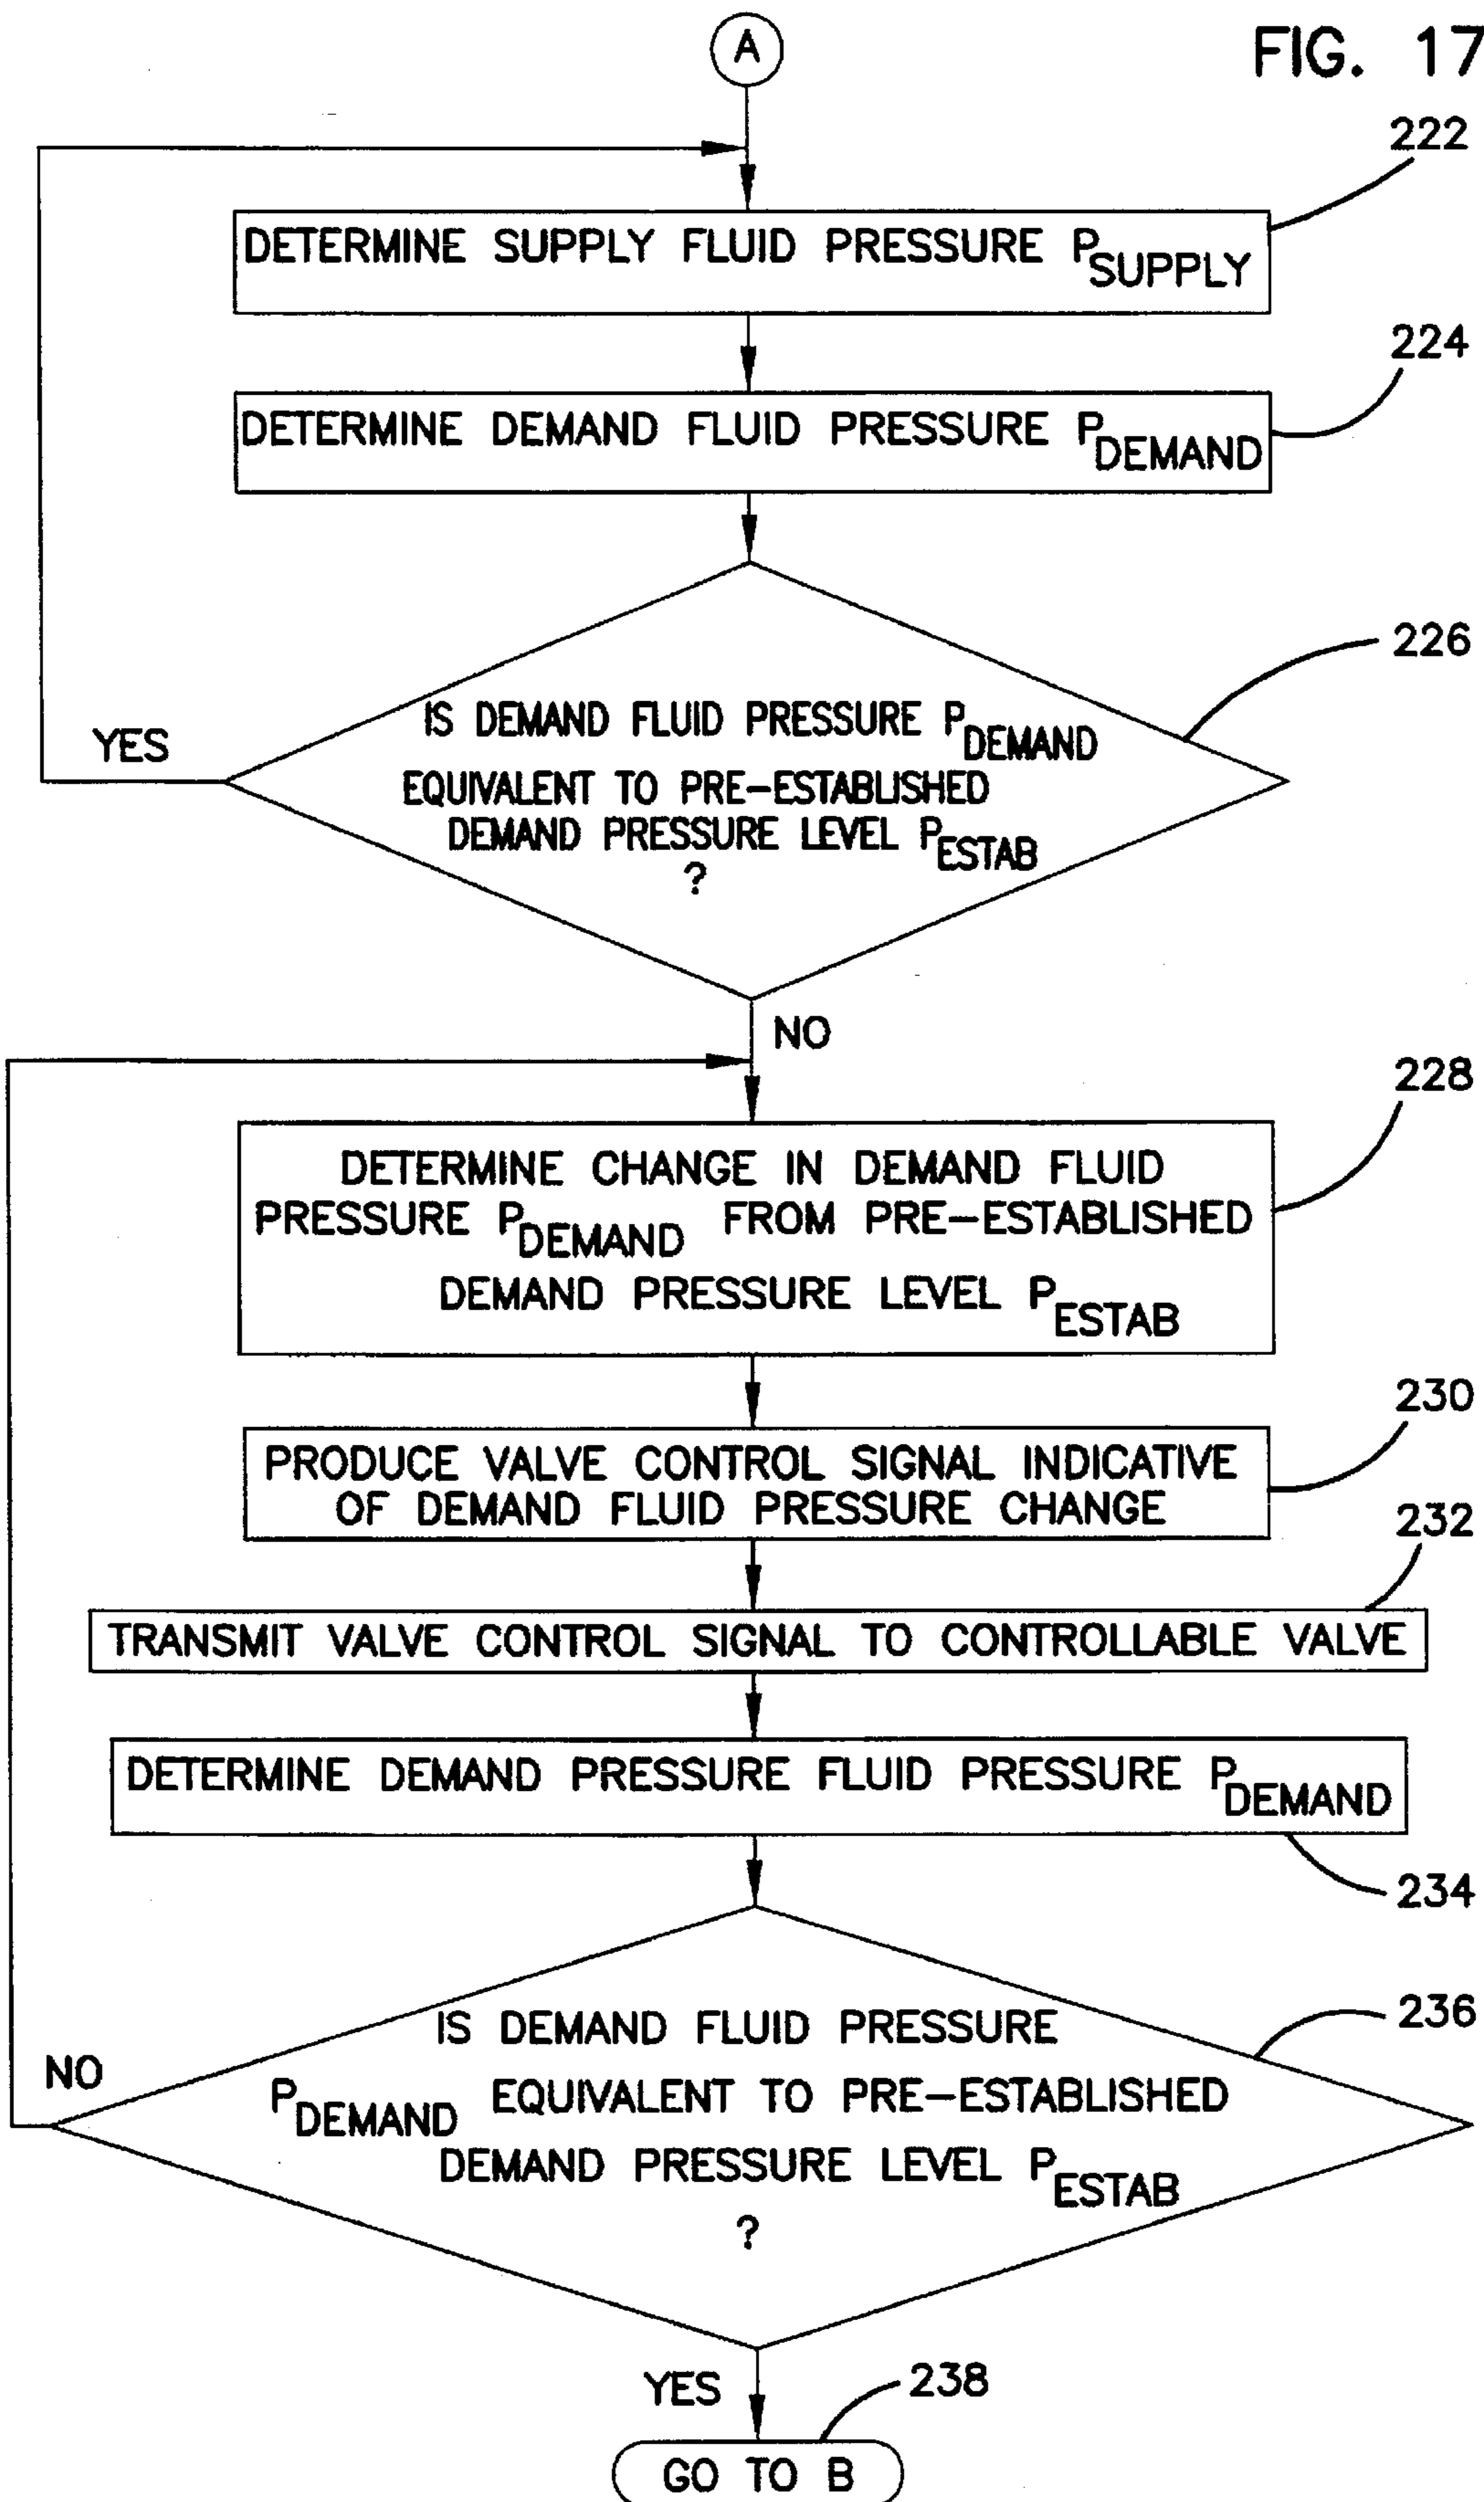 A
FIG. 17
222
DETERMINE SUPPLY FLUID PRESSURE PSUPPLY
224
DETERMINE DEMAND FLUID PRESSURE PDEMAND
226
IS DEMAND FLUID PRESSURE PDEMAND
EQUIVALENT TO PRE-ESTABLISHED
DEMAND PRESSURE LEVEL PESTAB
?
YES
NO
228
DETERMINE CHANGE IN DEMAND FLUID
PRESSURE PDEMAND FROM PRE-ESTABLISHED
DEMAND PRESSURE LEVEL PESTAB
230
PRODUCE VALVE CONTROL SIGNAL INDICATIVE
OF DEMAND FLUID PRESSURE CHANGE
232
TRANSMIT VALVE CONTROL SIGNAL TO CONTROLLABLE VALVE
DETERMINE DEMAND PRESSURE FLUID PRESSURE PDEMAND
234
236
IS DEMAND FLUID PRESSURE
PDEMAND EQUIVALENT TO PRE-ESTABLISHED
DEMAND PRESSURE LEVEL PESTAB
?
NO
YES
238
GO TO B